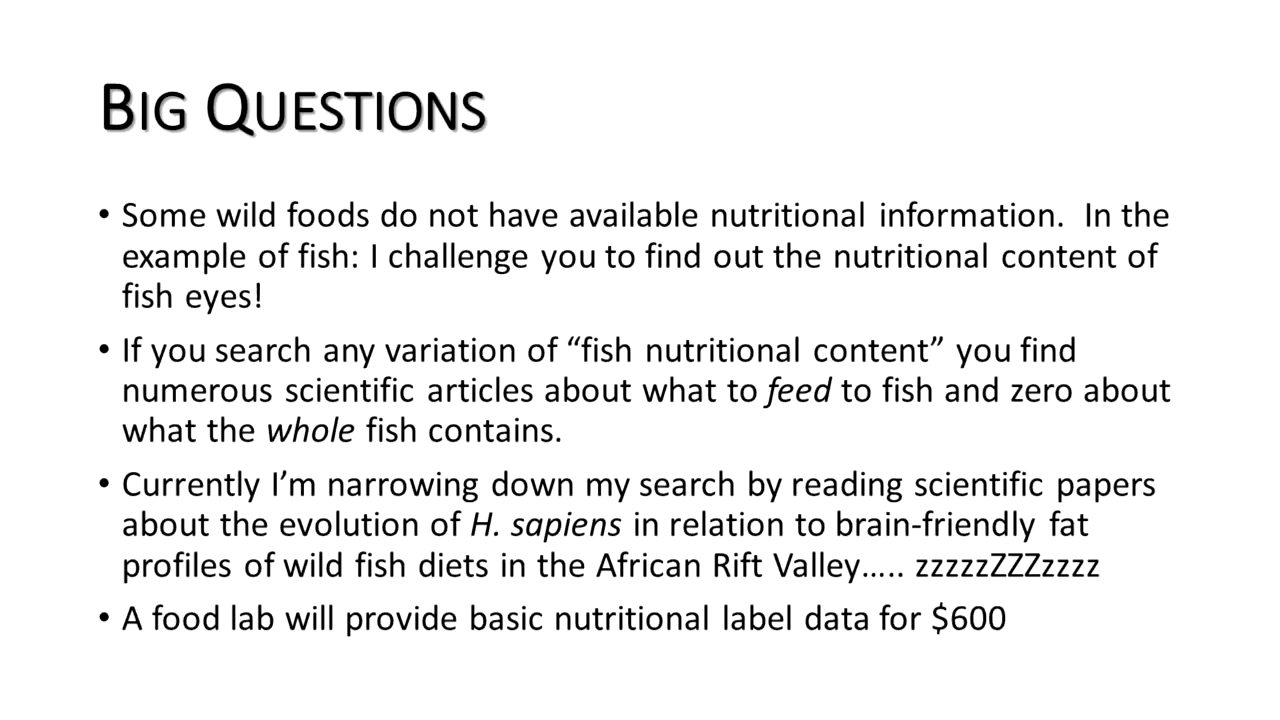 BIG QUESTIONS
• Some wild foods do not have available nutritional information.  In the
example of fish: I challenge you to find out the nutritional content of
fish eyes!
• If you search any variation of “fish nutritional content” you find
numerous scientific articles about what to feed to fish and zero about
what the whole fish contains.
• Currently I’m narrowing down my search by reading scientific papers
about the evolution of H. sapiens in relation to brain-friendly fat
profiles of wild fish diets in the African Rift Valley….. zzzzzZZZzzzz
• A food lab will provide basic nutritional label data for $600